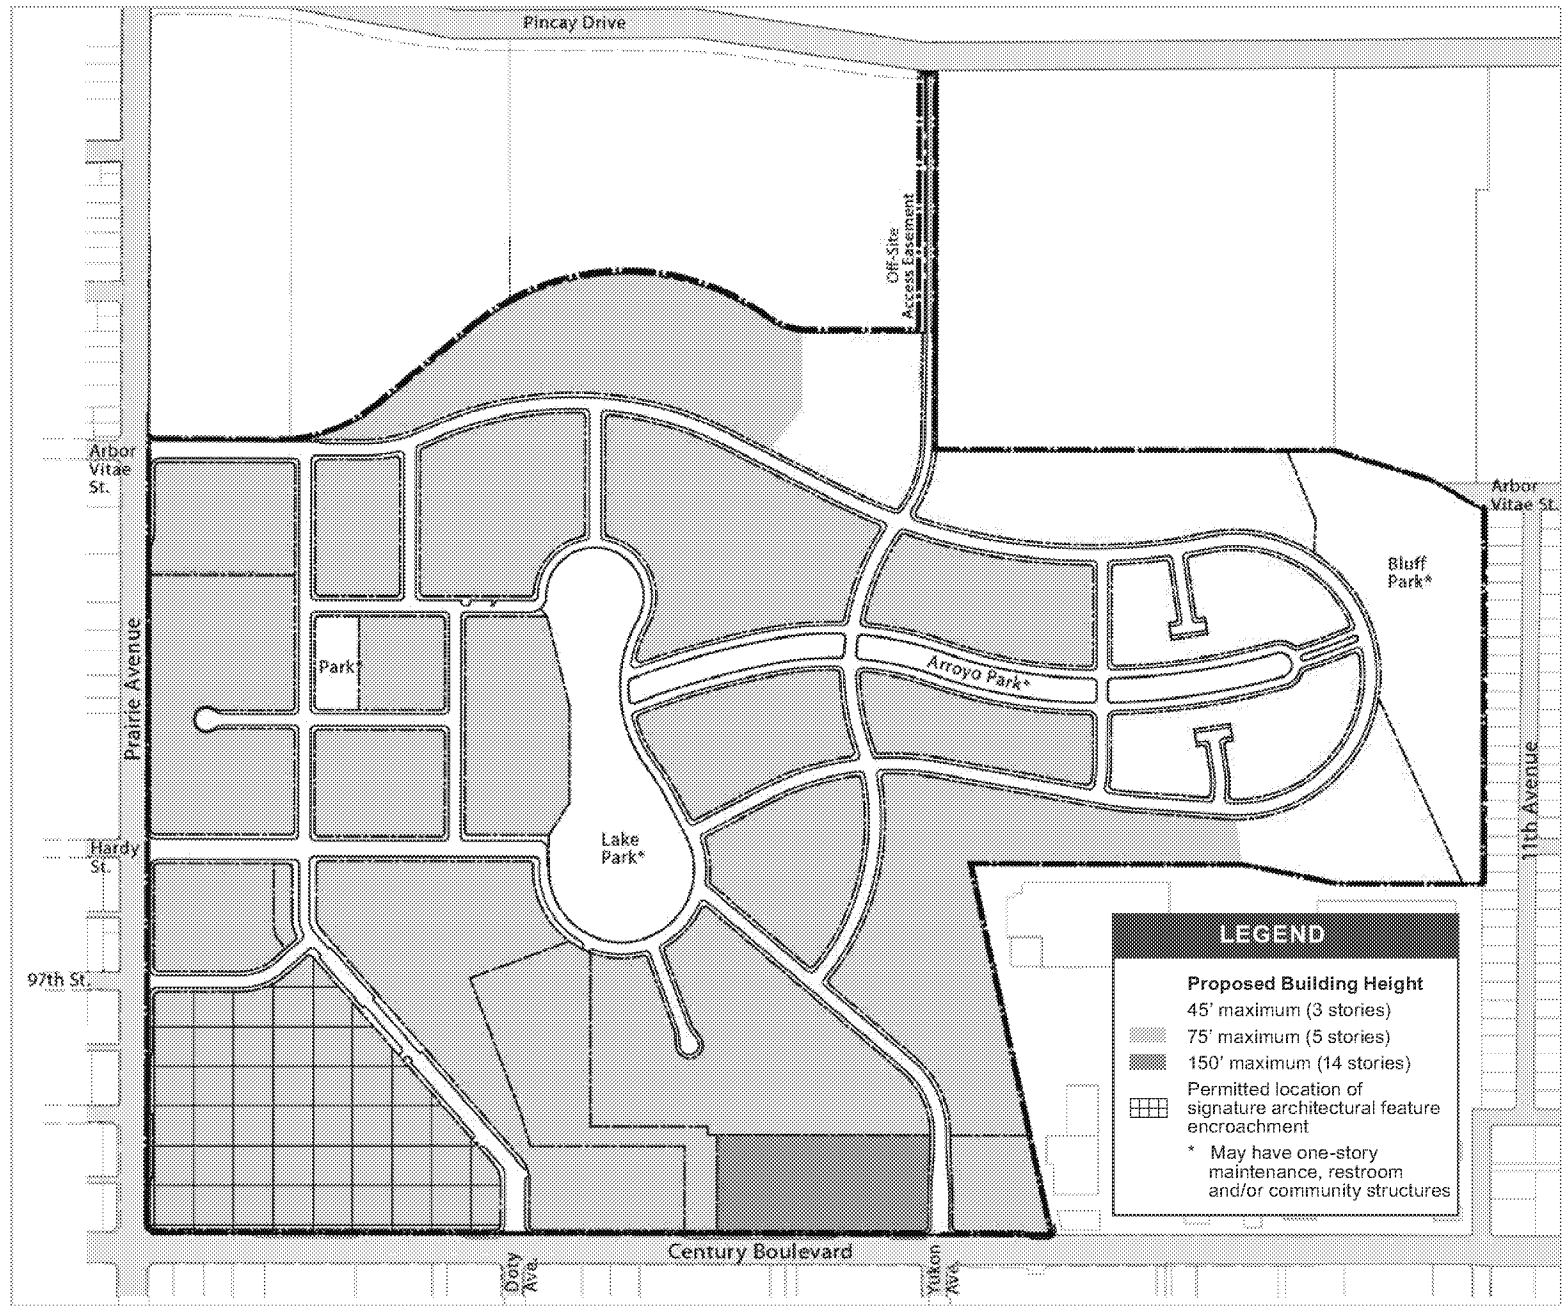 Pincay Drive
Off-Site
Access Easement
Arbor
Vitae
St.
Arbor
Vitae St.
Bluff
Park*
Prairie Avenue
Park*
Arroyo Park*
11th Avenue
Hardy
St.
Lake
Park*
97th St.
LEGEND
Proposed Building Height
45' maximum (3 stories)
75' maximum (5 stories)
150' maximum (14 stories)
Permitted location of
signature architectural feature
encroachment
* May have one-story
maintenance, restroom
and/or community structures
Century Boulevard
Doty
Ave.
Yukon
Ave.